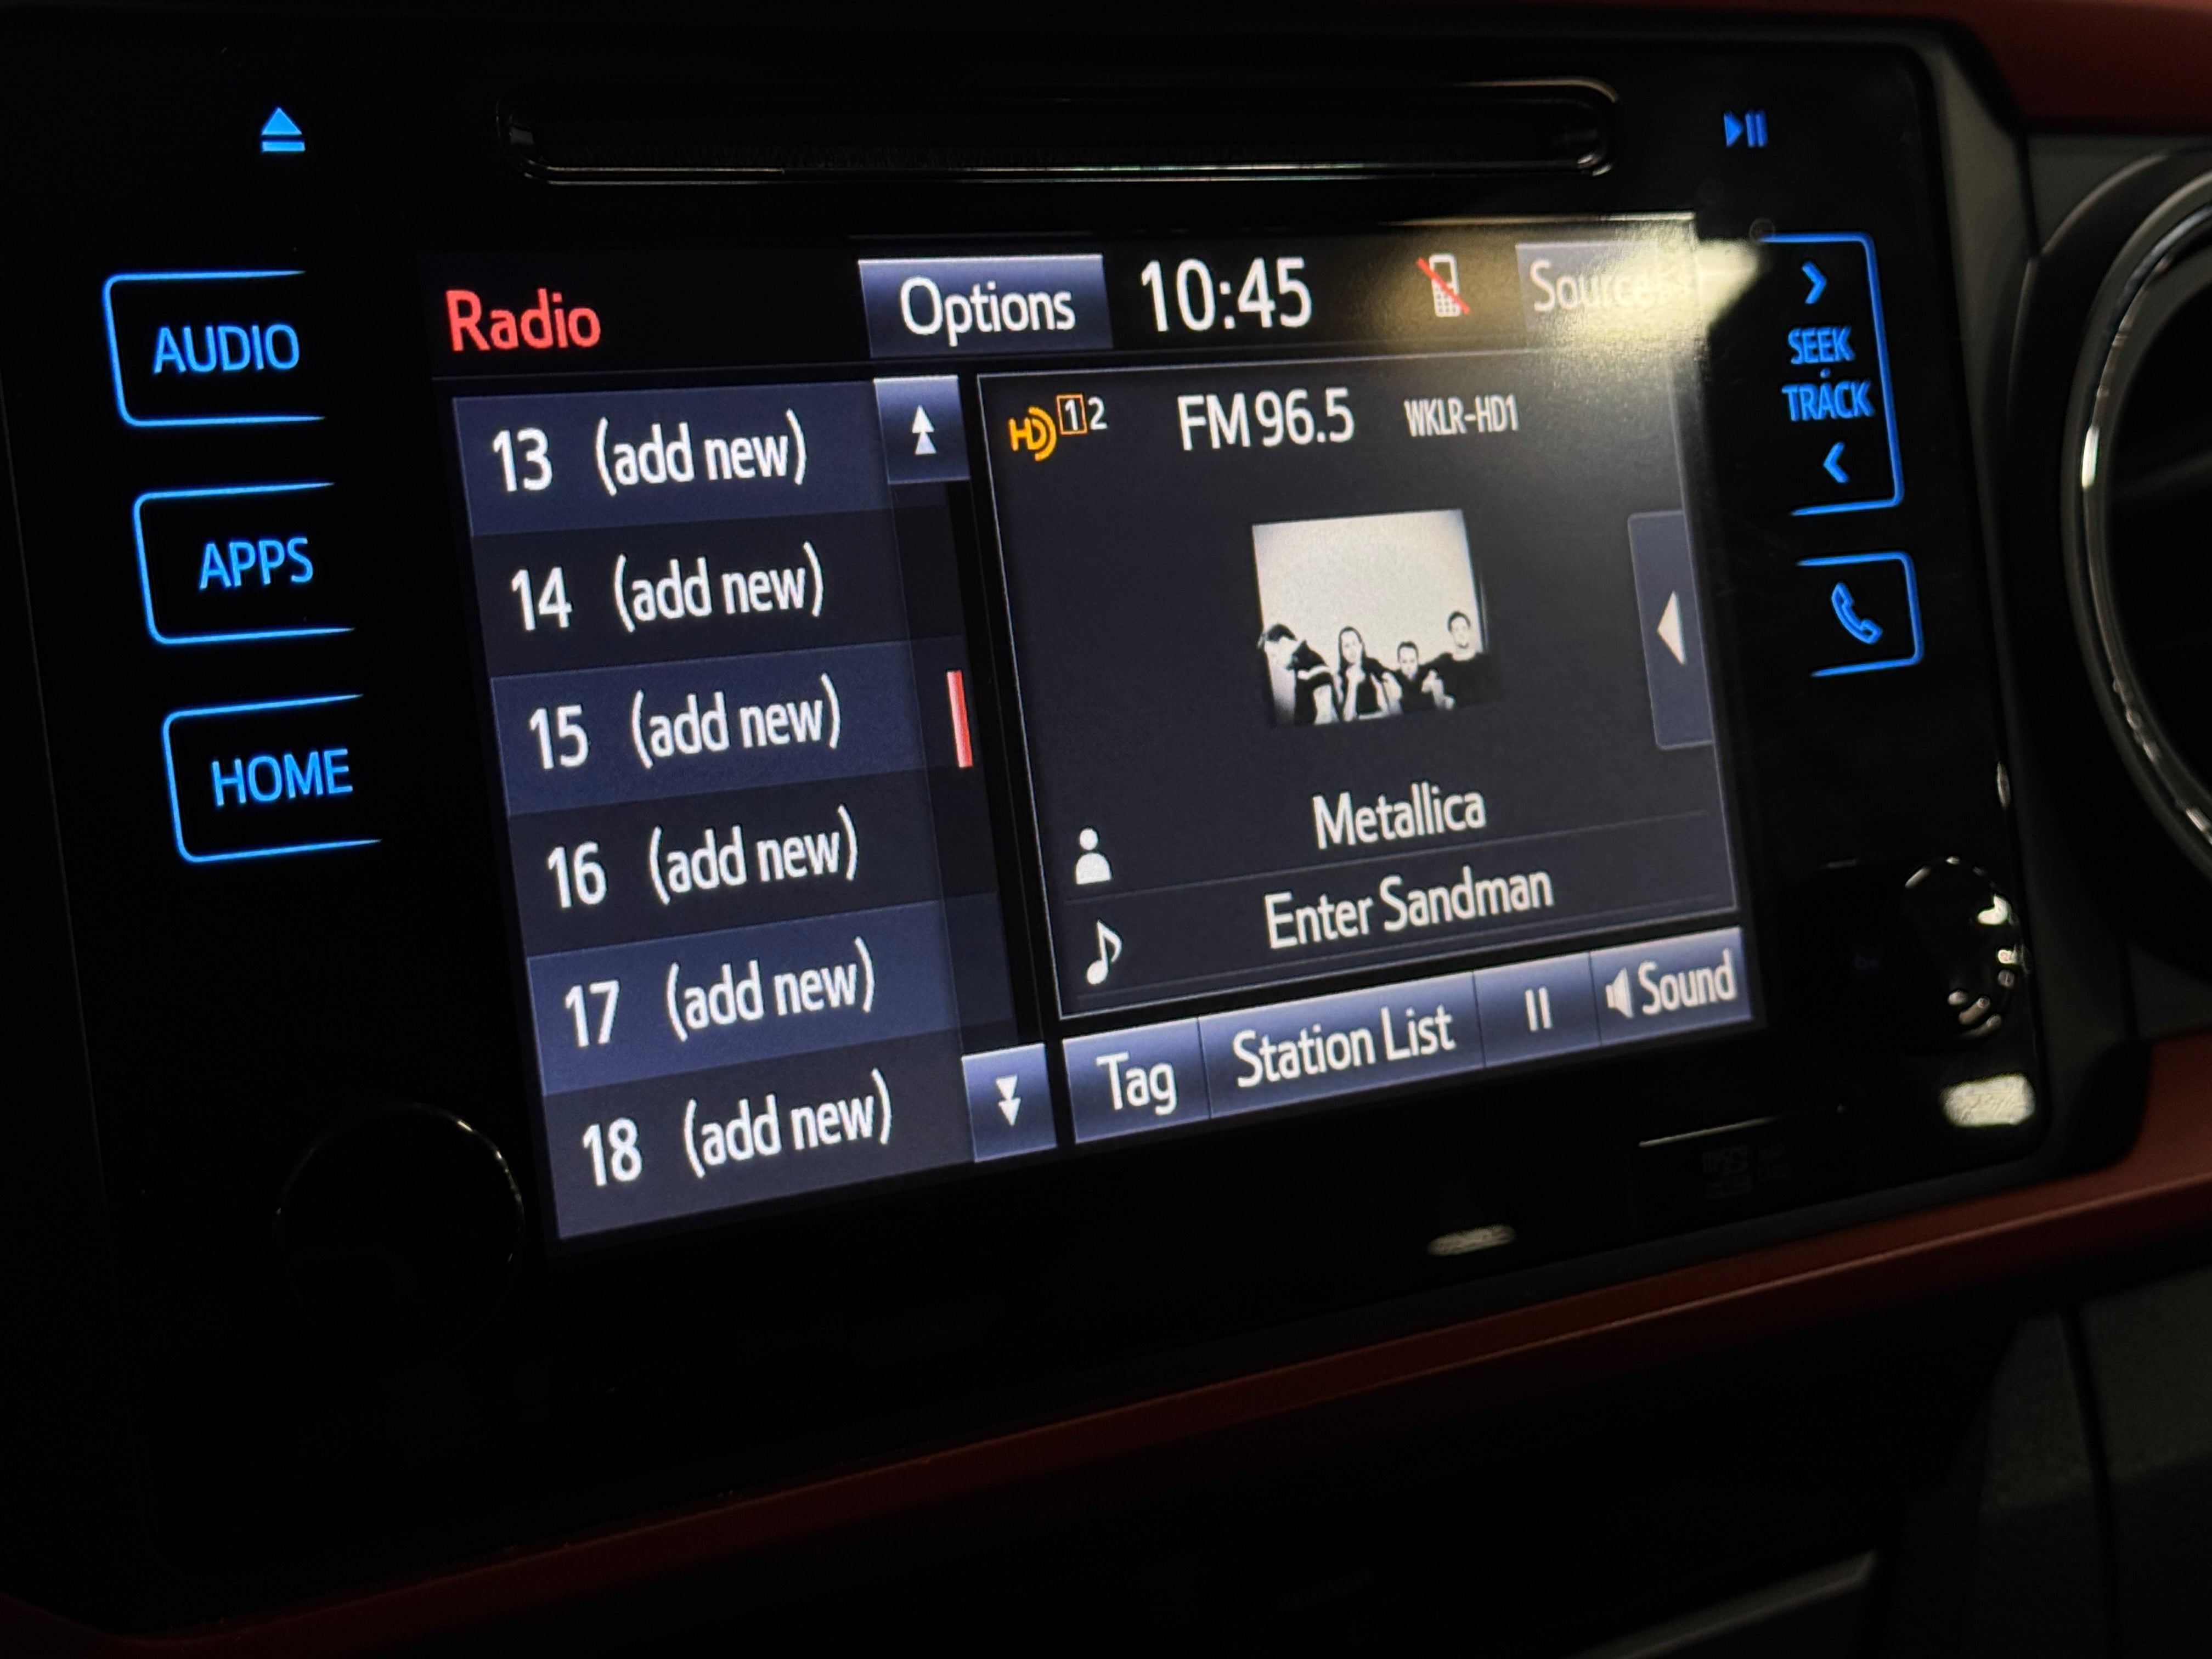 Radio
Options
10:45
Source
AUDIO
APPS
HOME
SEEK
TRACK
13 (add new)
14 (add new)
15 (add new)
16 (add new)
17 (add new)
18 (add new)
HD 1 2 FM 96.5 WKLR-HD1
Metallica
Enter Sandman
Tag
Station List
Sound